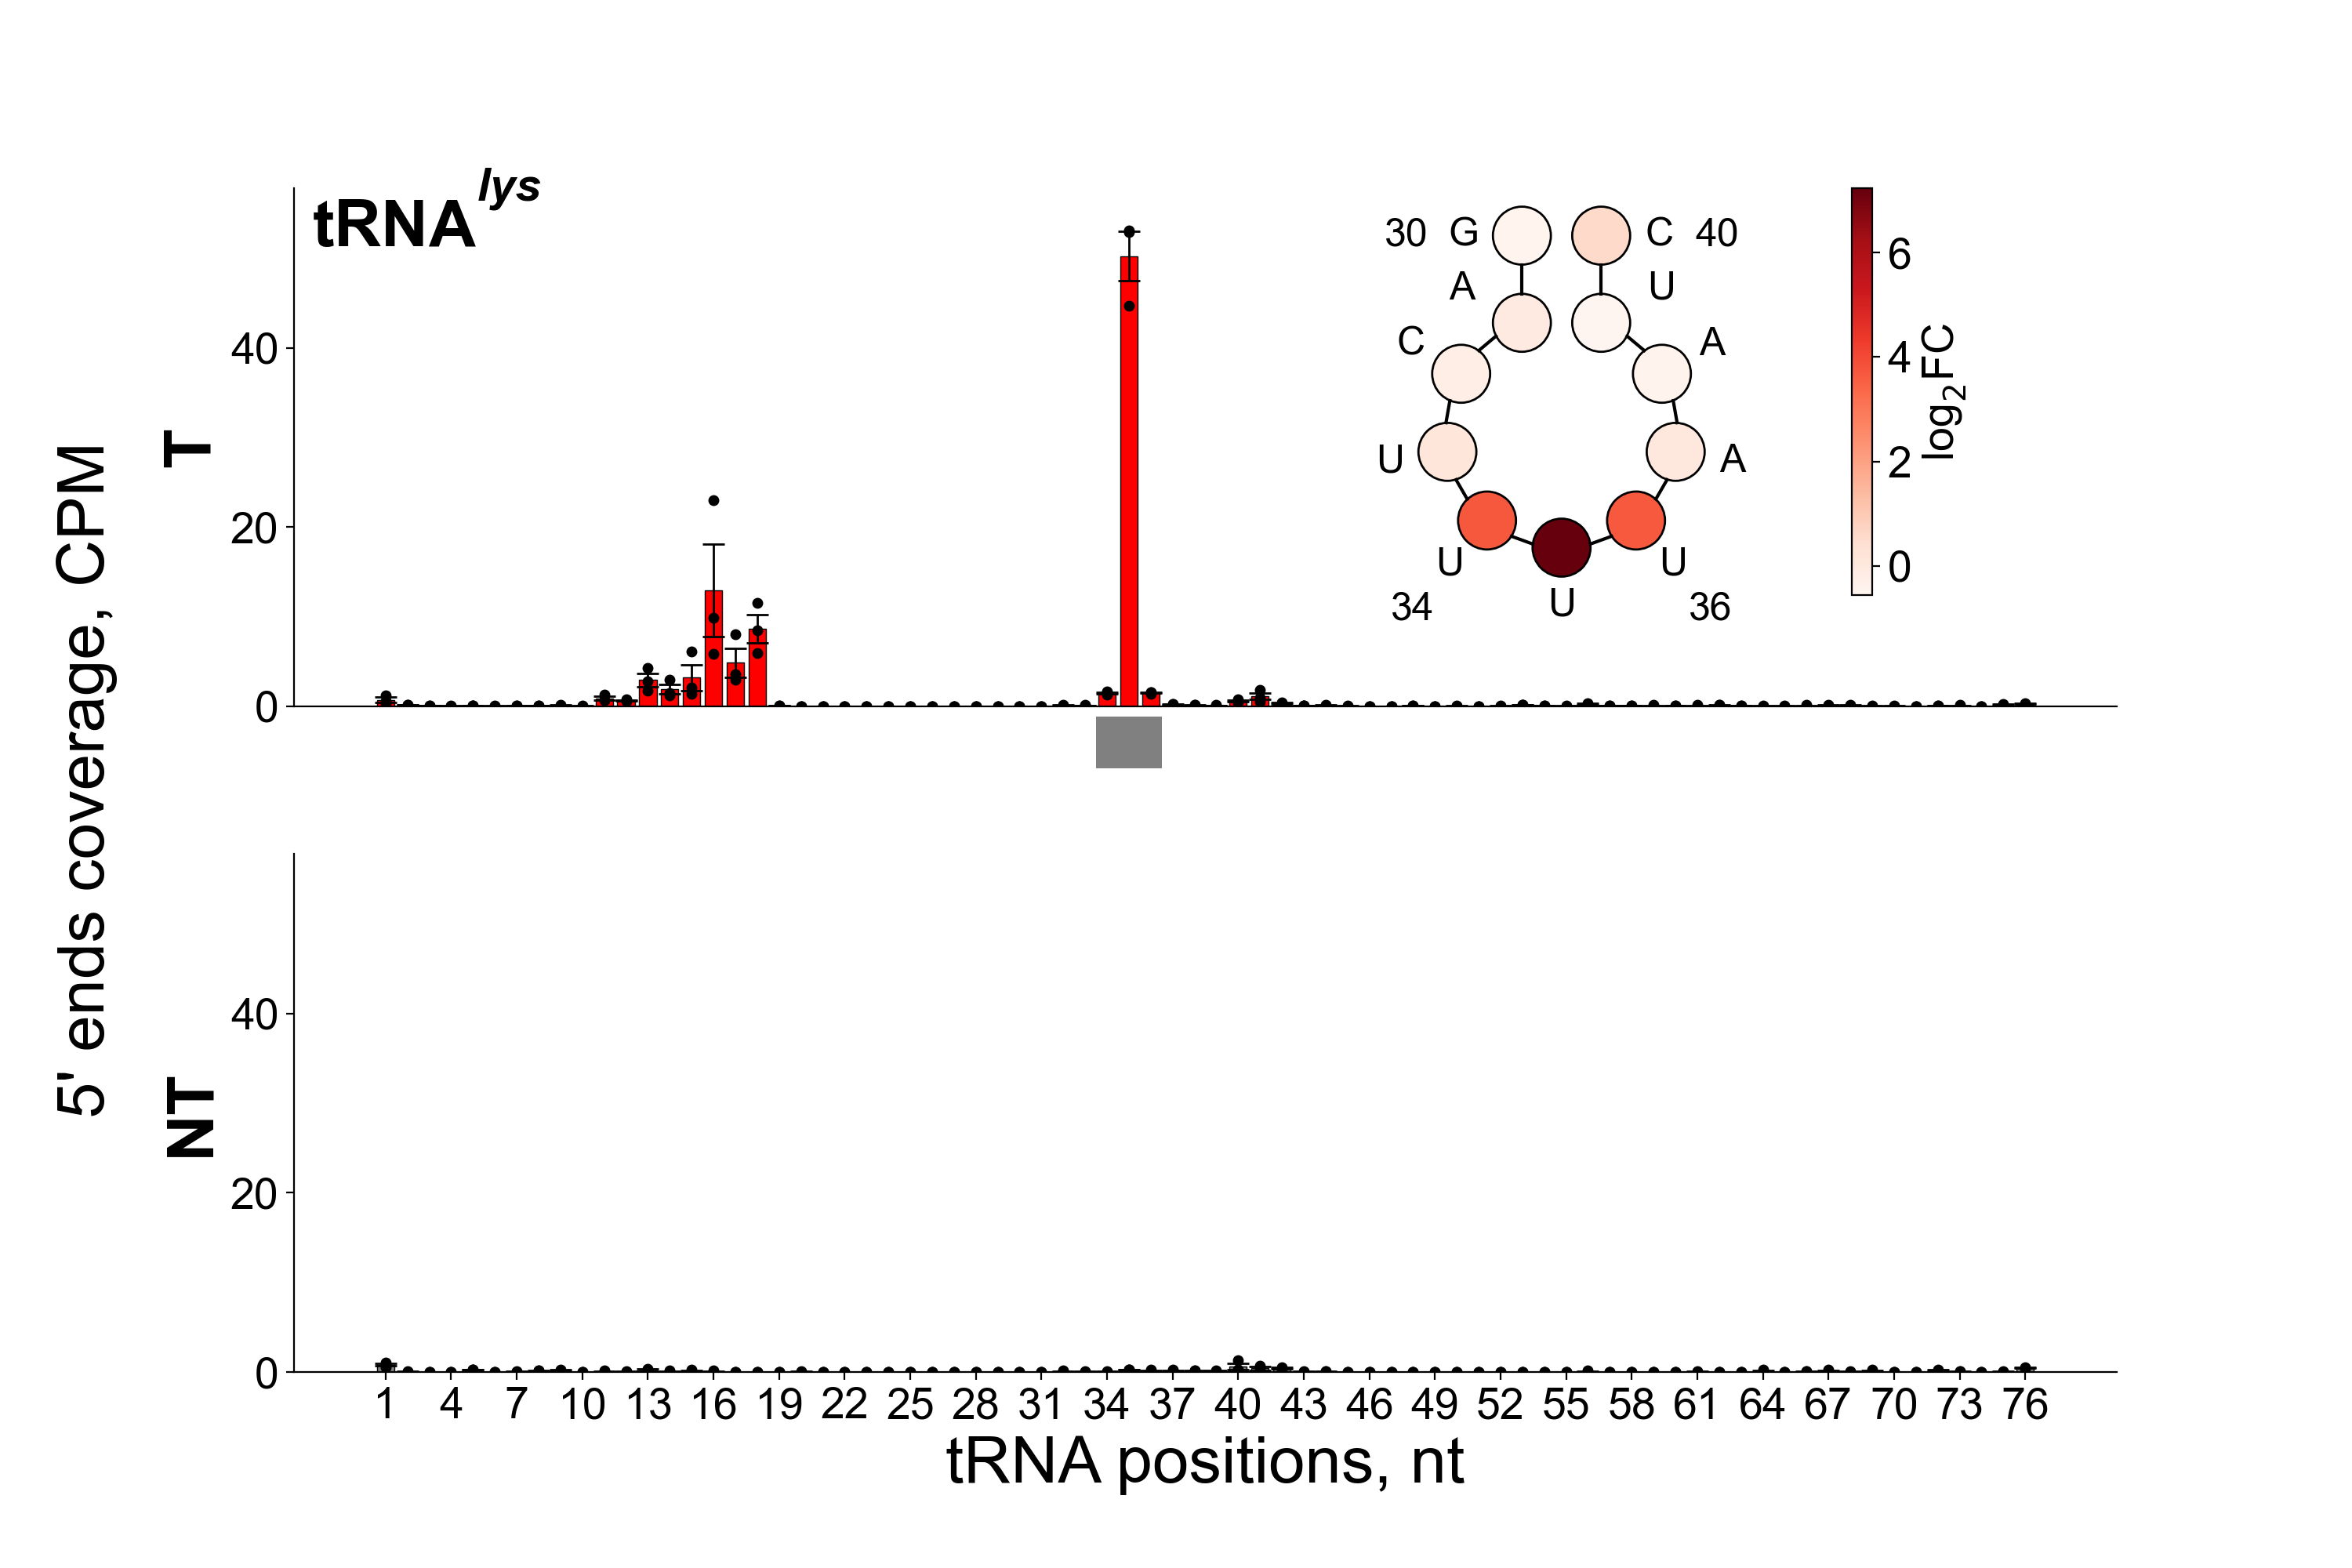 tRNA^lys
5' ends coverage, CPM
T
40
20
0
30 G C 40
A U
C A
U A
U U
34 U 36
6
4
2
0
log₂FC
NT
40
20
0
1 4 7 10 13 16 19 22 25 28 31 34 37 40 43 46 49 52 55 58 61 64 67 70 73 76
tRNA positions, nt